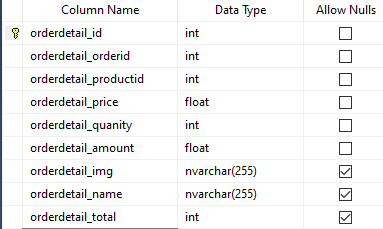 Column Name Data Type Allow Nulls
orderdetail_id int
orderdetail_orderid int
orderdetail_productid int
orderdetail_price float
orderdetail_quanity int
orderdetail_amount float
orderdetail_img nvarchar(255)
orderdetail_name nvarchar(255)
orderdetail_total int